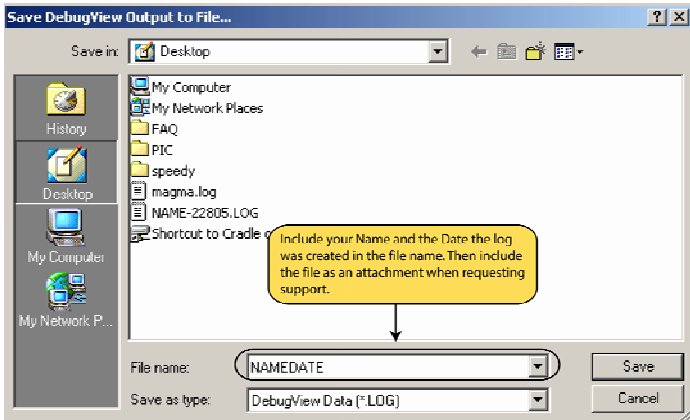 Save DebugView Output to File...
Save in:
Desktop
History
Desktop
My Computer
My Network P...
My Computer
My Network Places
FAQ
PIC
speedy
magma.log
NAME-22805.LOG
Shortcut to Cradle
Include your Name and the Date the log
was created in the file name. Then include
the file as an attachment when requesting
support.
File name:
NAMEDATE
Save
Save as type:
DebugView Data (*.LOG)
Cancel